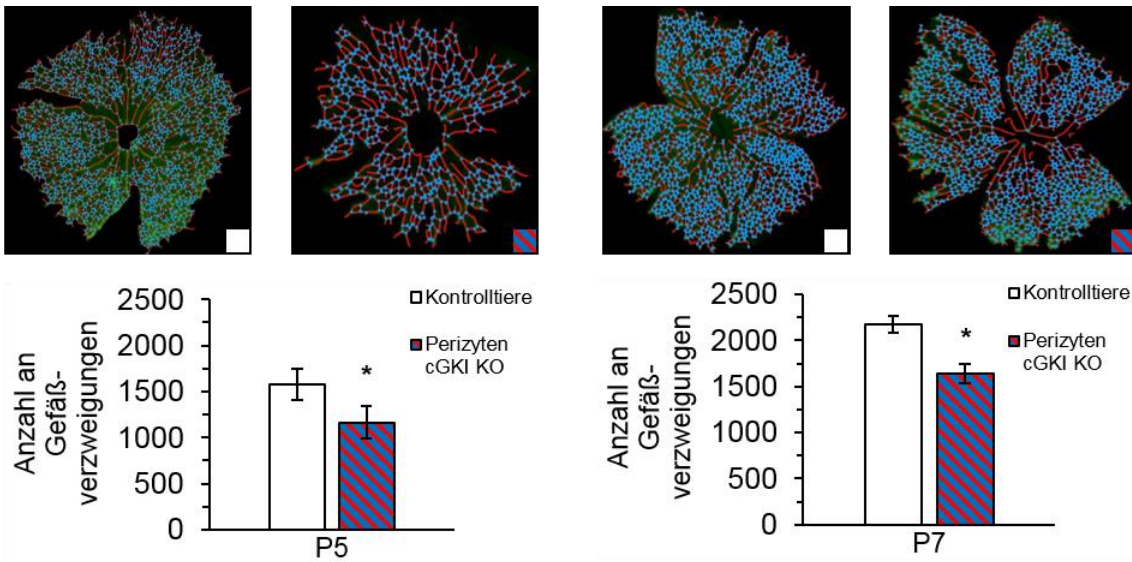 2500
2000
1500
1000
500
0
Anzahl an
Gefäß-
verzweigungen
Kontrolltiere
Perizyten
cGKI KO
*
P5
2500
2000
1500
1000
500
0
Anzahl an
Gefäß-
verzweigungen
Kontrolltiere
Perizyten
cGKI KO
*
P7